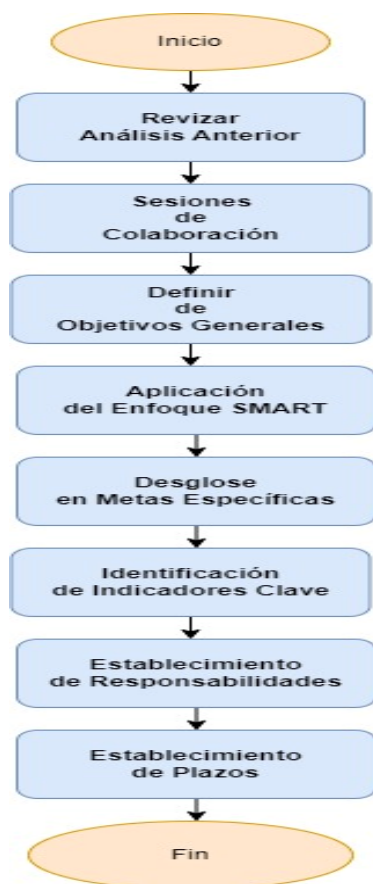 Inicio
Revizar
Análisis Anterior
Sesiones
de
Colaboración
Definir
de
Objetivos Generales
Aplicación
del Enfoque SMART
Desglose
en Metas Específicas
Identificación
de Indicadores Clave
Establecimiento
de Responsabilidades
Establecimiento
de Plazos
Fin